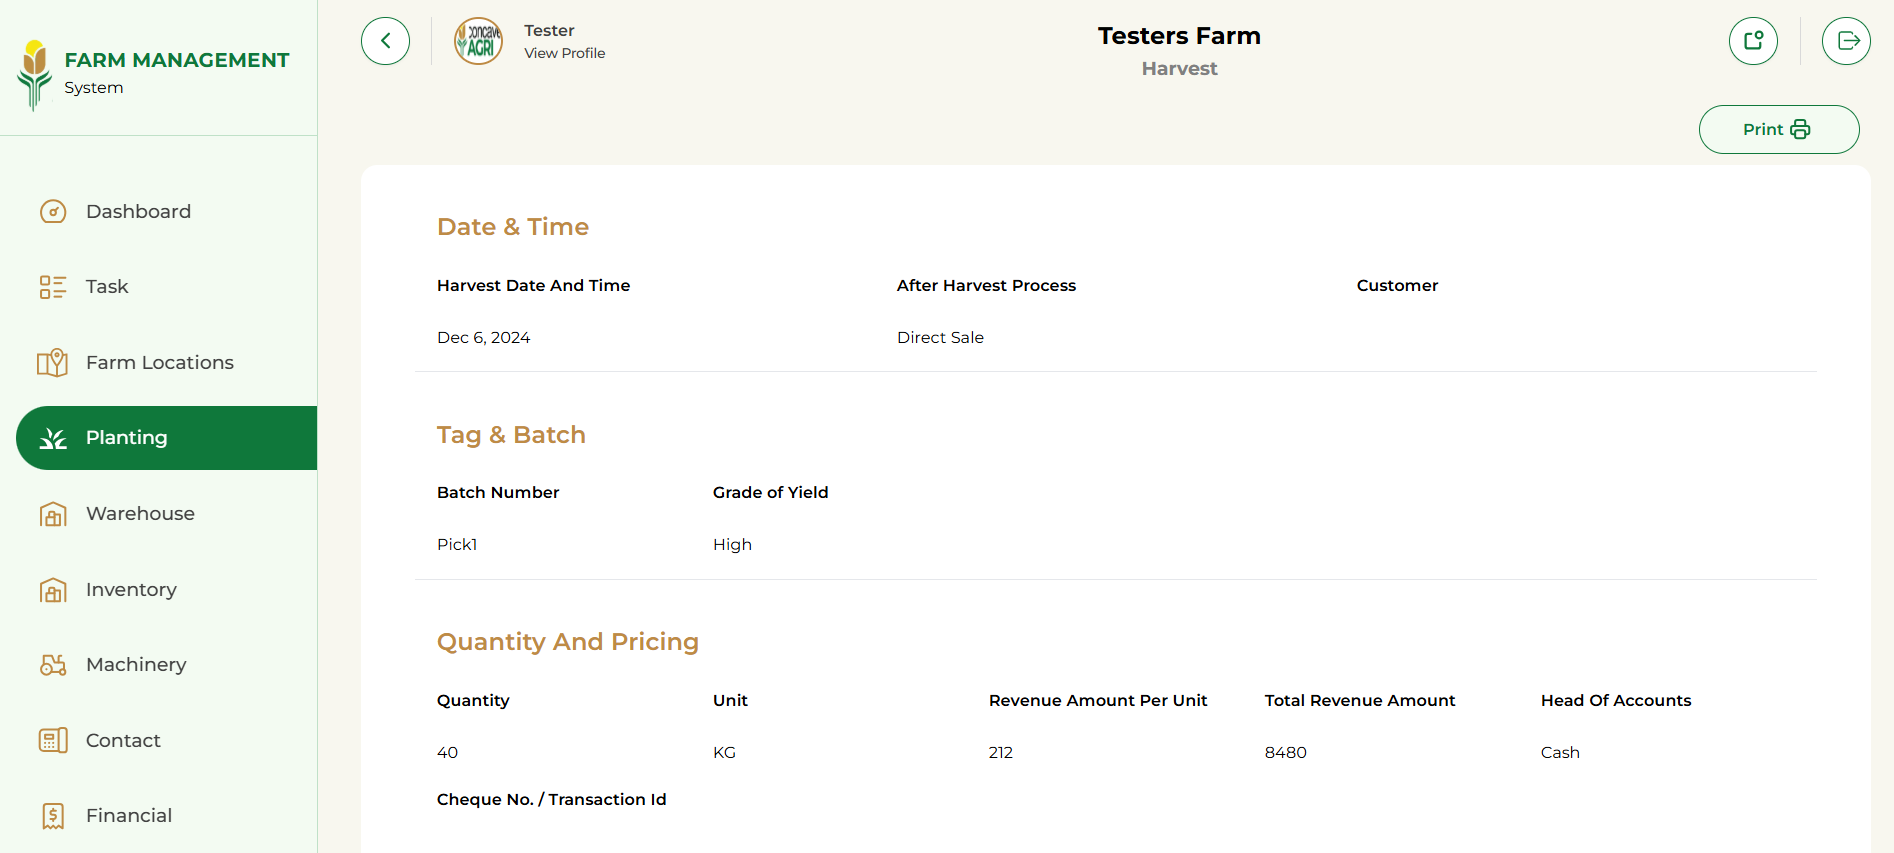 FARM MANAGEMENT
System
Dashboard
Task
Farm Locations
Planting
Warehouse
Inventory
Machinery
Contact
Financial
concave
AGRI
Tester
View Profile
Testers Farm
Harvest
Print
Date & Time
Harvest Date And Time After Harvest Process Customer
Dec 6, 2024 Direct Sale
Tag & Batch
Batch Number Grade of Yield
Pick1 High
Quantity And Pricing
Quantity Unit Revenue Amount Per Unit Total Revenue Amount Head Of Accounts
40 KG 212 8480 Cash
Cheque No. / Transaction Id